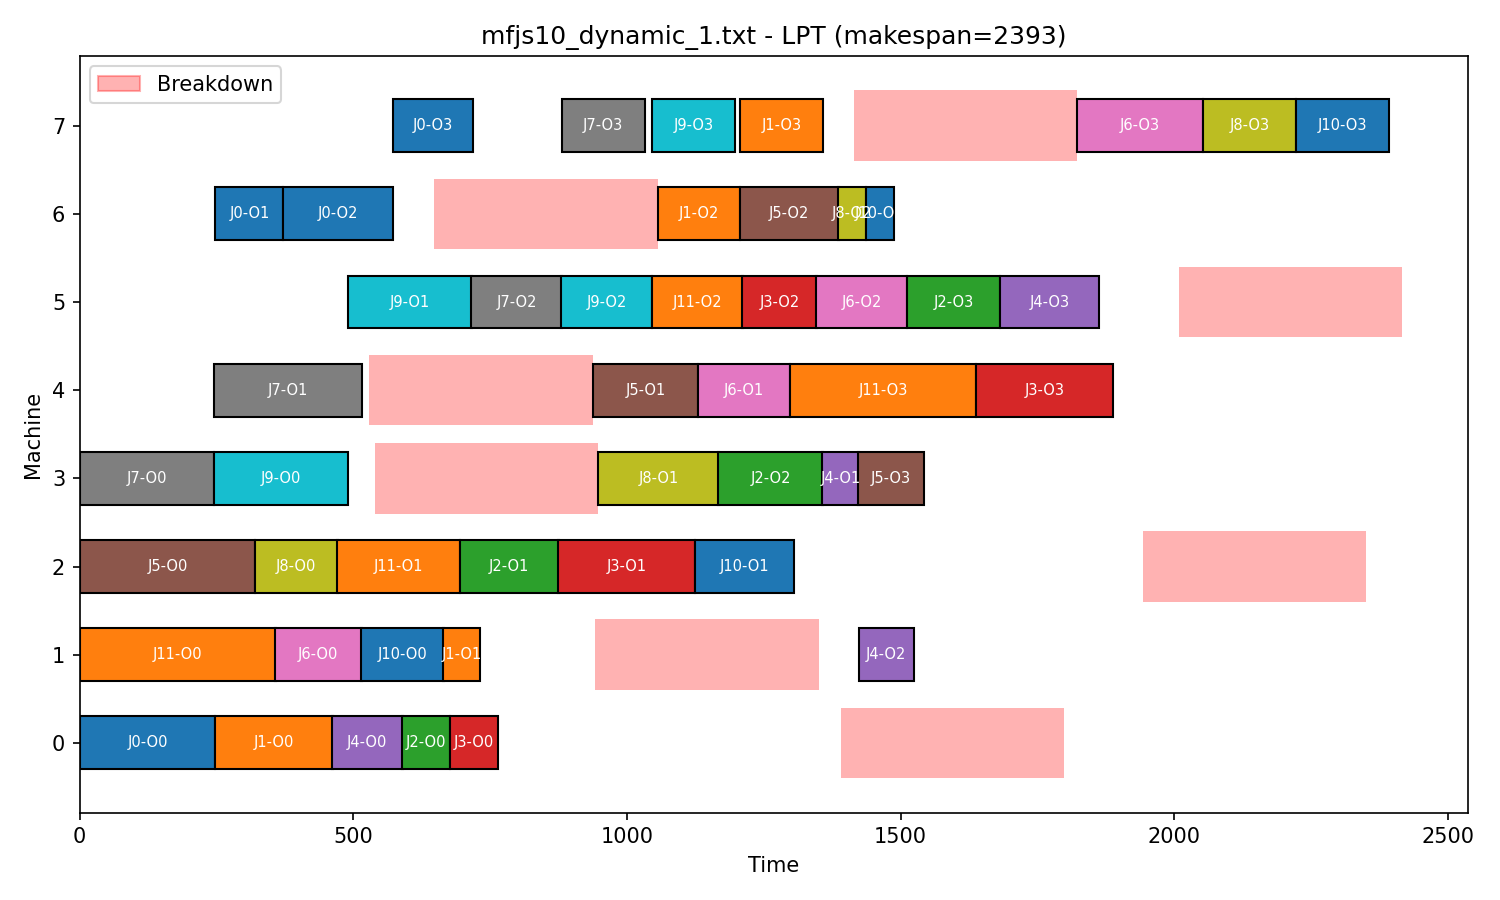 mfjs10_dynamic_1.txt - LPT (makespan=2393)
Breakdown
7
J0-O3 J7-O3 J9-O3 J1-O3 J6-O3 J8-O3 J10-O3
6
J0-O1 J0-O2 J1-O2 J5-O2 J8-O2 J10-O
5
J9-O1 J7-O2 J9-O2 J11-O2 J3-O2 J6-O2 J2-O3 J4-O3
4
J7-O1 J5-O1 J6-O1 J11-O3 J3-O3
3
J7-O0 J9-O0 J8-O1 J2-O2 J4-O1 J5-O3
2
J5-O0 J8-O0 J11-O1 J2-O1 J3-O1 J10-O1
1
J11-O0 J6-O0 J10-O0 J1-O1 J4-O2
0
J0-O0 J1-O0 J4-O0 J2-O0 J3-O0
Machine
0 500 1000 1500 2000 2500
Time